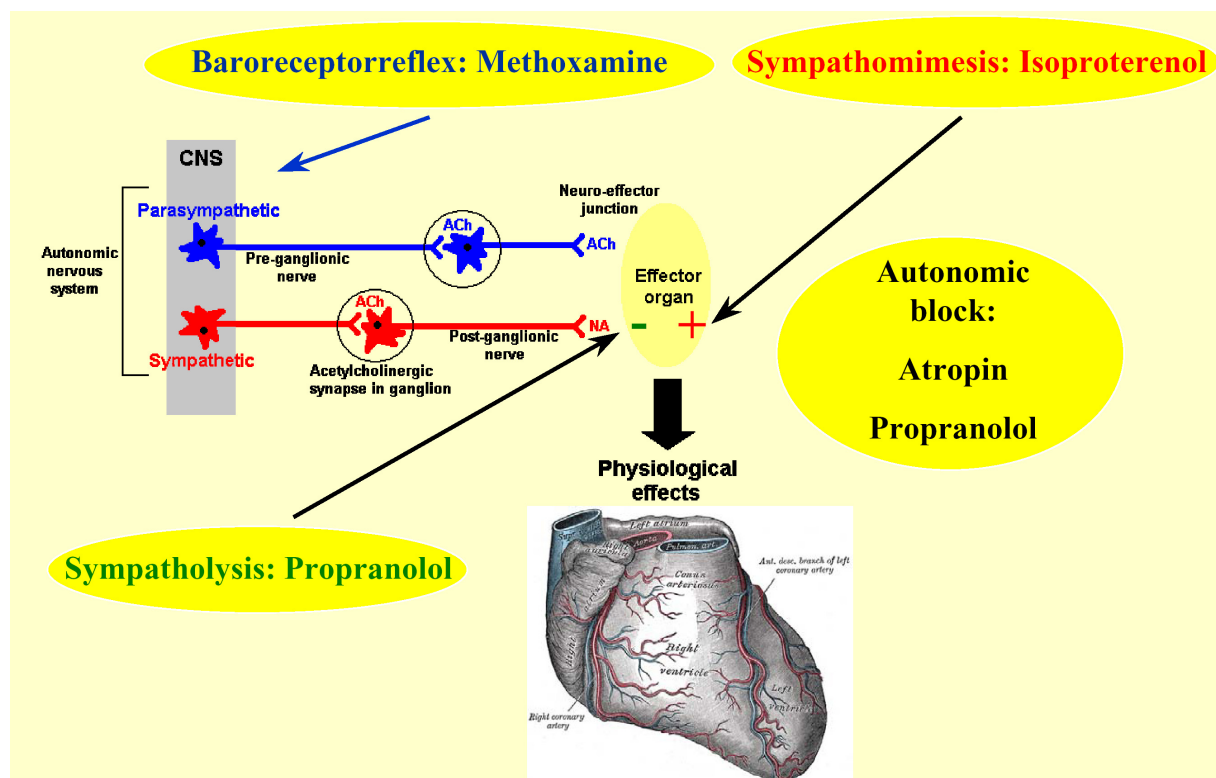 Baroreceptorreflex: Methoxamine
Sympathomimesis: Isoproterenol
CNS
Neuro-effector
junction
Parasympathetic
ACh
ACh
Autonomic
nervous
system
Pre-ganglionic
nerve
Effector
organ
- +
ACh
NA
Sympathetic
Post-ganglionic
nerve
Acetylcholinergic
synapse in ganglion
Autonomic
block:
Atropin
Propranolol
Physiological
effects
Sympatholysis: Propranolol
Left atrium
Aorta
Pulmon. art.
Ant. desc. branch of left
coronary artery
Conus
arteriosus
Right
ventricle
Left
ventricle
Right coronary
artery